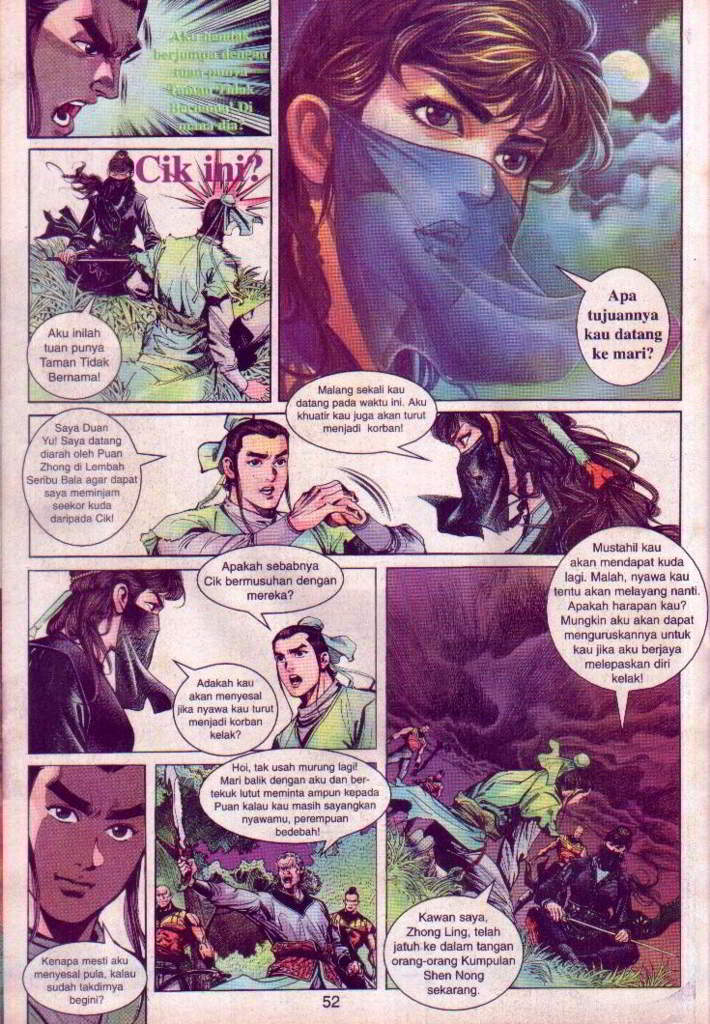 Aku hendak
berjumpa dengan
tuan punya
Taman Tidak
Bernama! Di
mana dia?
Cik ini?
Apa
tujuannya
kau datang
ke mari?
Aku inilah
tuan punya
Taman Tidak
Bernama!
Saya Duan
Yu! Saya datang
diarah oleh Puan
Zhong di Lembah
Seribu Bala agar dapat
saya meminjam
seekor kuda
daripada Cik!
Malang sekali kau
datang pada waktu ini. Aku
khuatir kau juga akan turut
menjadi korban!
Apakah sebabnya
Cik bermusuhan dengan
mereka?
Adakah kau
akan menyesal
jika nyawa kau turut
menjadi korban
kelak?
Mustahil kau
akan mendapat kuda
lagi. Malah, nyawa kau
tentu akan melayang nanti.
Apakah harapan kau?
Mungkin aku akan dapat
menguruskannya untuk
kau jika aku berjaya
melepaskan diri
kelak!
Kenapa mesti aku
menyesal pula, kalau
sudah takdirnya
begini?
Hoi, tak usah murung lagi!
Mari balik dengan aku dan ber-
tekuk lutut meminta ampun kepada
Puan kalau kau masih sayangkan
nyawamu, perempuan
bedebah!
Kawan saya,
Zhong Ling, telah
jatuh ke dalam tangan
orang-orang Kumpulan
Shen Nong
sekarang.
52